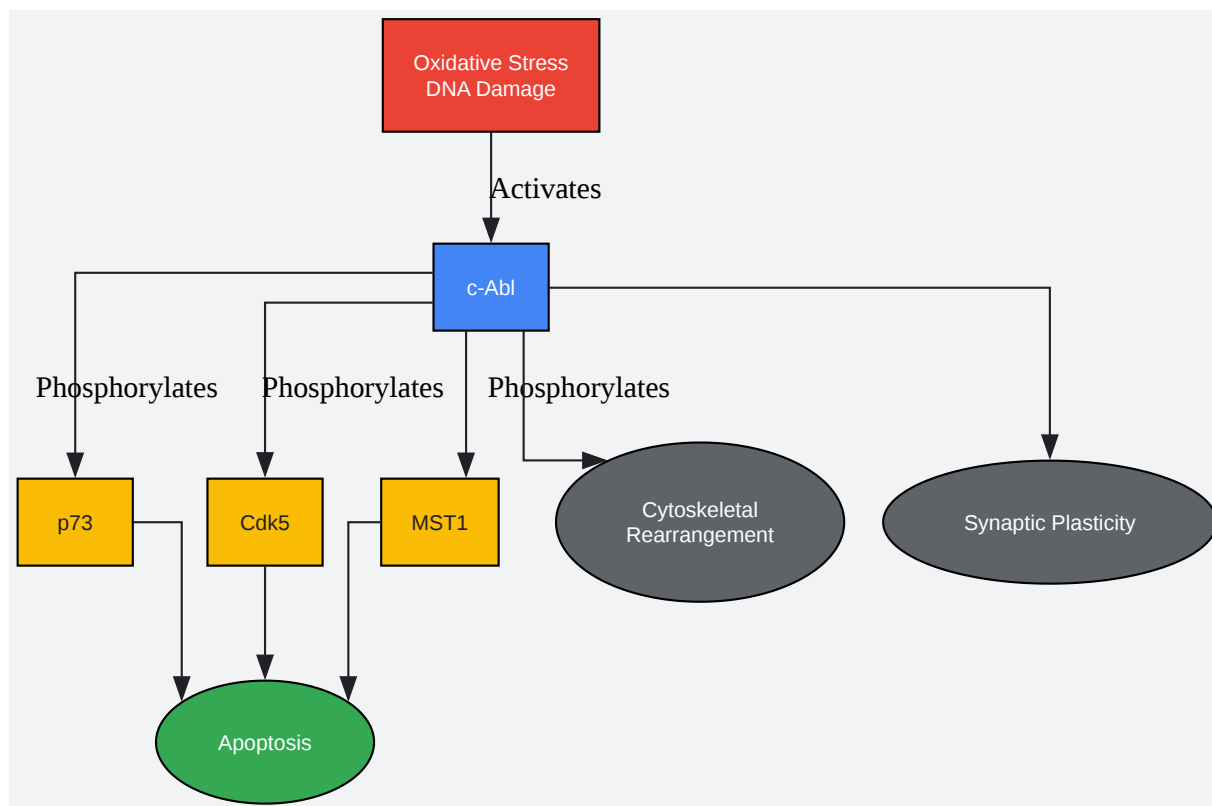 Oxidative Stress
DNA Damage
Activates
c-Abl
Phosphorylates
Phosphorylates
Phosphorylates
p73
Cdk5
MST1
Cytoskeletal
Rearrangement
Synaptic Plasticity
Apoptosis